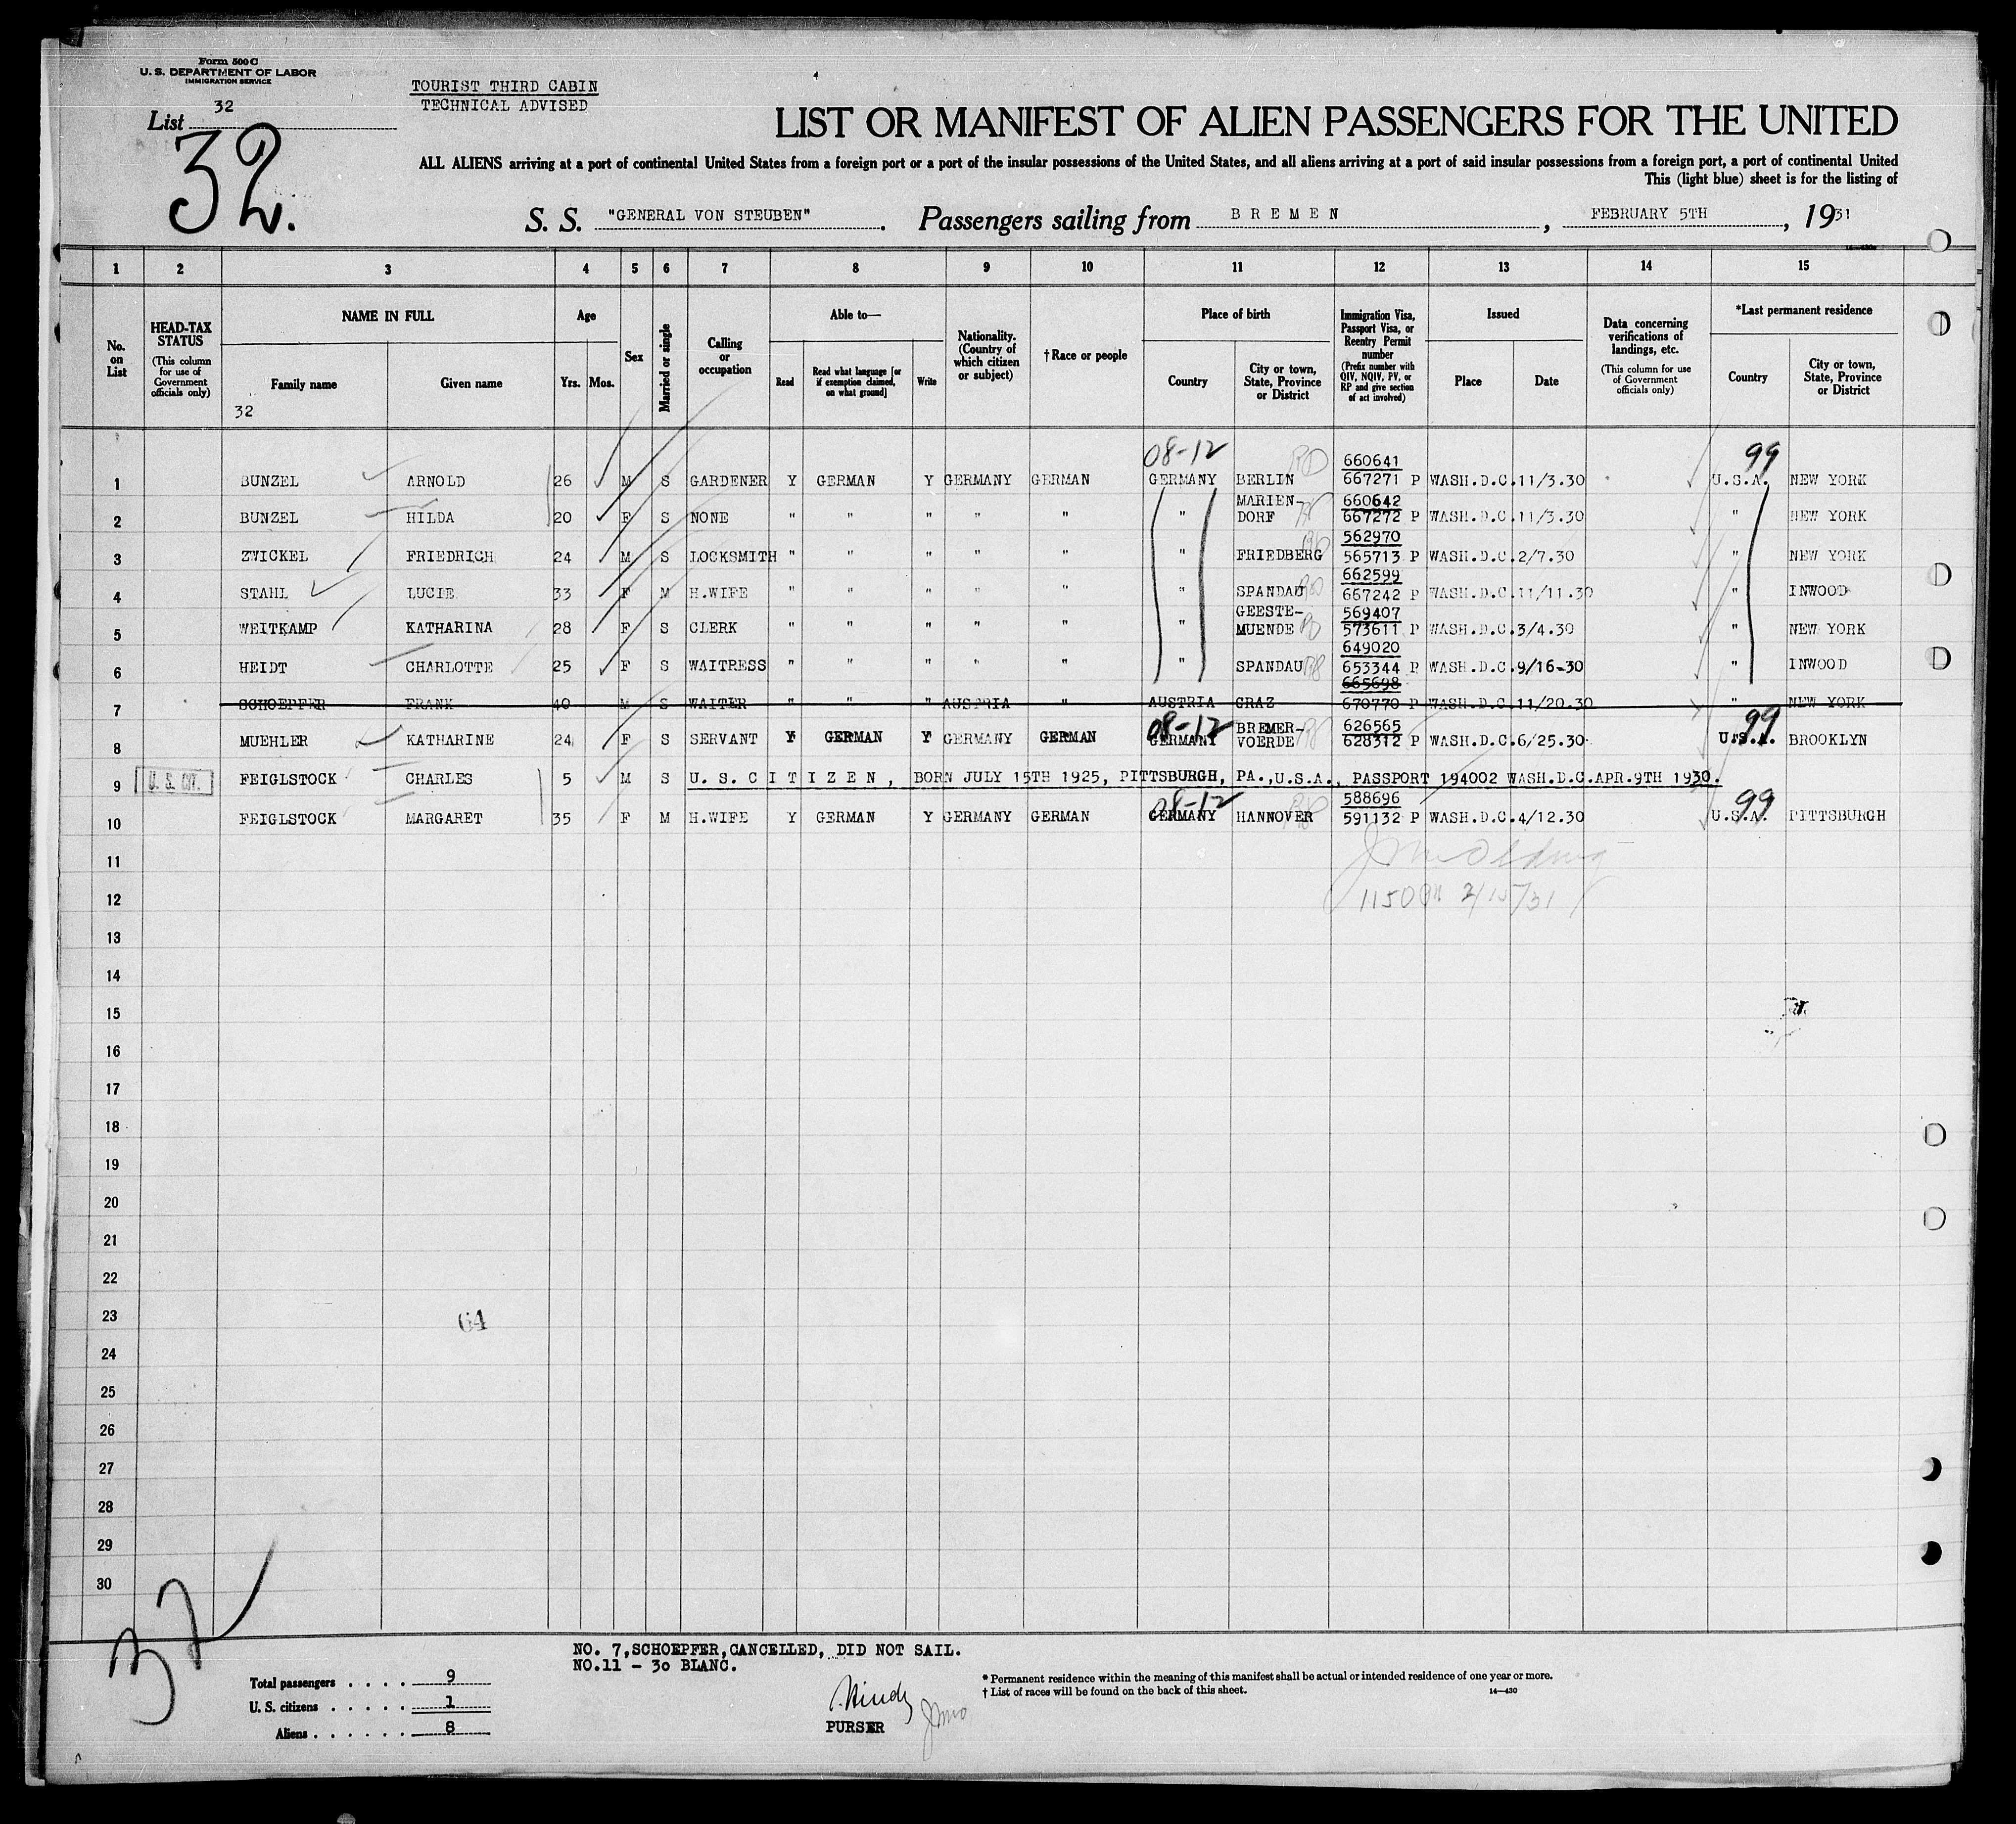 Form 500 C
U. S. DEPARTMENT OF LABOR
IMMIGRATION SERVICE
TOURIST THIRD CABIN
TECHNICAL ADVISED
List 32
32.
LIST OR MANIFEST OF ALIEN PASSENGERS FOR THE UNITED
ALL ALIENS arriving at a port of continental United States from a foreign port or a port of the insular possessions of the United States, and all aliens arriving at a port of said insular possessions from a foreign port, a port of continental United
This (light blue) sheet is for the listing of
S. S. "GENERAL VON STEUBEN". Passengers sailing from BREMEN, FEBRUARY 5TH, 1931
1 2 3 4 5 6 7 8 9 10 11 12 13 14 15
No. on List
HEAD-TAX STATUS (This column for use of Government officials only)
NAME IN FULL
Family name
Given name
32
Age
Yrs. Mos.
Sex
Married or single
Calling or occupation
Able to—
Read
Read what language [or if exemption claimed, on what ground]
Write
Nationality. (Country of which citizen or subject)
† Race or people
Place of birth
Country
City or town, State, Province or District
Immigration Visa, Passport Visa, or Reentry Permit number (Prefix number with QIV, NQIV, PV, or RP and give section of act involved)
Issued
Place
Date
Data concerning verifications of landings, etc. (This column for use of Government officials only)
*Last permanent residence
Country
City or town, State, Province or District
08-12 660641 99
1 BUNZEL ARNOLD 26 M S GARDENER Y GERMAN Y GERMANY GERMAN GERMANY BERLIN 667271 P WASH.D.C. 11/3.30 U.S.A. NEW YORK
MARIEN- 660642
2 BUNZEL HILDA 20 F S NONE " " " " " " DORF 667272 P WASH.D.C. 11/3.30 " NEW YORK
562970
3 ZWICKEL FRIEDRICH 24 M S LOCKSMITH " " " " " " FRIEDBERG 565713 P WASH.D.C. 2/7.30 " NEW YORK
662599
4 STAHL LUCIE 33 F M H.WIFE " " " " " " SPANDAU 667242 P WASH.D.C. 11/11.30 " INWOOD
GEESTE- 569407
5 WEITKAMP KATHARINA 28 F S CLERK " " " " " " MUENDE 573611 P WASH.D.C. 3/4.30 " NEW YORK
649020
6 HEIDT CHARLOTTE 25 F S WAITRESS " " " " " " SPANDAU 653344 P WASH.D.C. 9/16-30 " INWOOD
665698
7 SCHOEPFER FRANK 40 M S WAITER " " " AUSTRIA " AUSTRIA GRAZ 670770 P WASH.D.C. 11/20.30 " NEW YORK
08-12 BREMER- 626565 99
8 MUEHLER KATHARINE 24 F S SERVANT Y GERMAN Y GERMANY GERMAN GERMANY VOERDE 628312 P WASH.D.C. 6/25.30 U.S.A. BROOKLYN
9 U. S. CIT. FEIGLSTOCK CHARLES 5 M S U. S. CITIZEN, BORN JULY 15TH 1925, PITTSBURGH, PA.,U.S.A., PASSPORT 194002 WASH.D.C.APR.9TH 1930.
08-12 588696 99
10 FEIGLSTOCK MARGARET 35 F M H.WIFE Y GERMAN Y GERMANY GERMAN GERMANY HANNOVER 591132 P WASH.D.C. 4/12.30 U.S.A. PITTSBURGH
11
12
13
14
15
16
17
18
19
20
21
22
23
64
24
25
26
27
28
29
30
32
NO. 7,SCHOEPFER,CANCELLED, DID NOT SAIL.
NO.11 - 30 BLANC.
Total passengers 9
U. S. citizens 1
Aliens 8
PURSER
* Permanent residence within the meaning of this manifest shall be actual or intended residence of one year or more.
† List of races will be found on the back of this sheet.
14—430